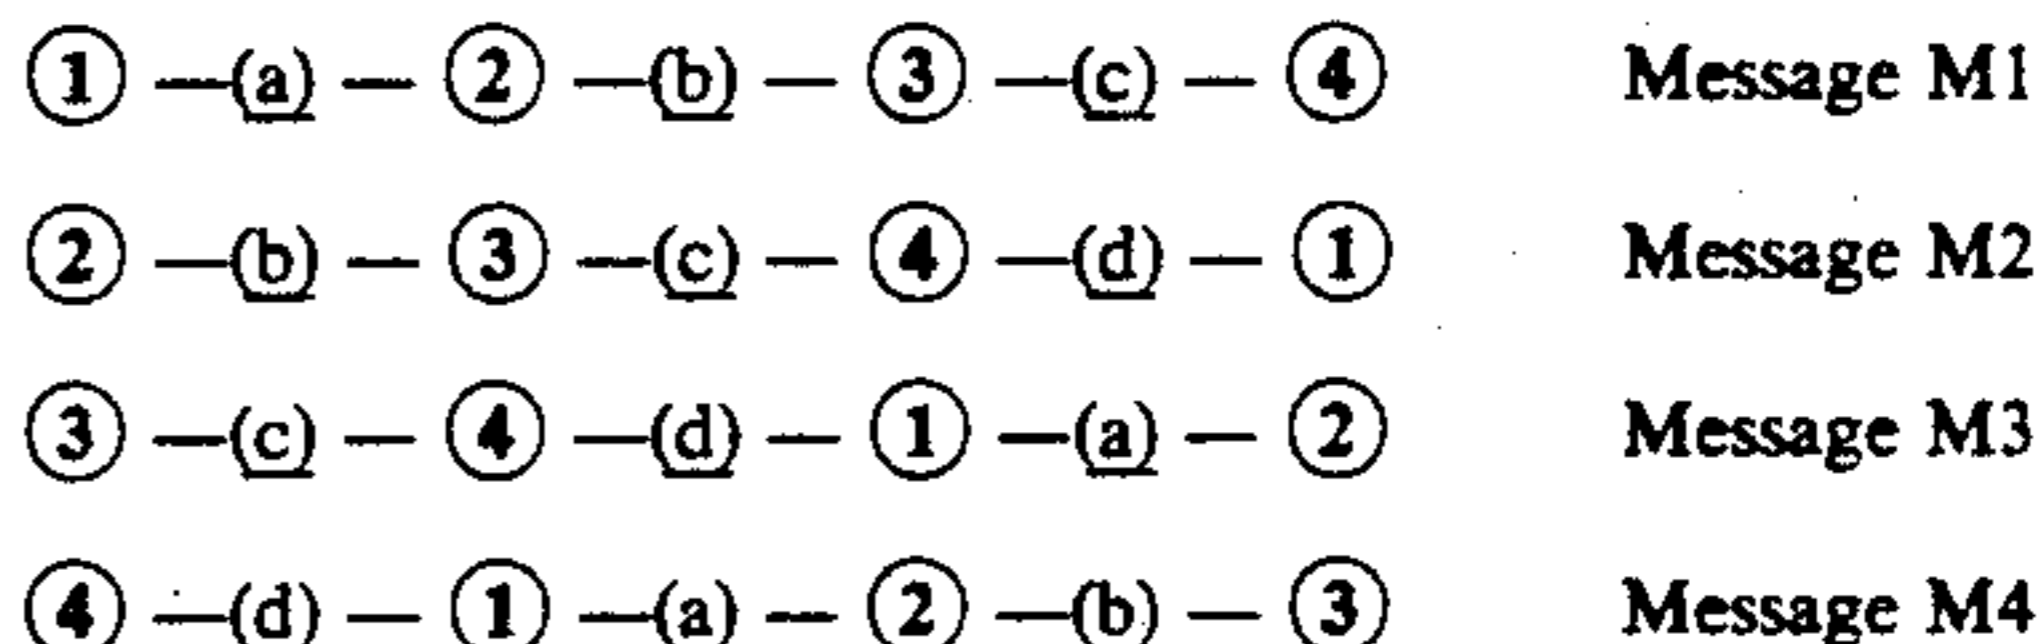 ① —(a) — ② —(b) — ③ —(c) — ④ Message M1
② —(b) — ③ —(c) — ④ —(d) — ① Message M2
③ —(c) — ④ —(d) — ① —(a) — ② Message M3
④ —(d) — ① —(a) — ② —(b) — ③ Message M4